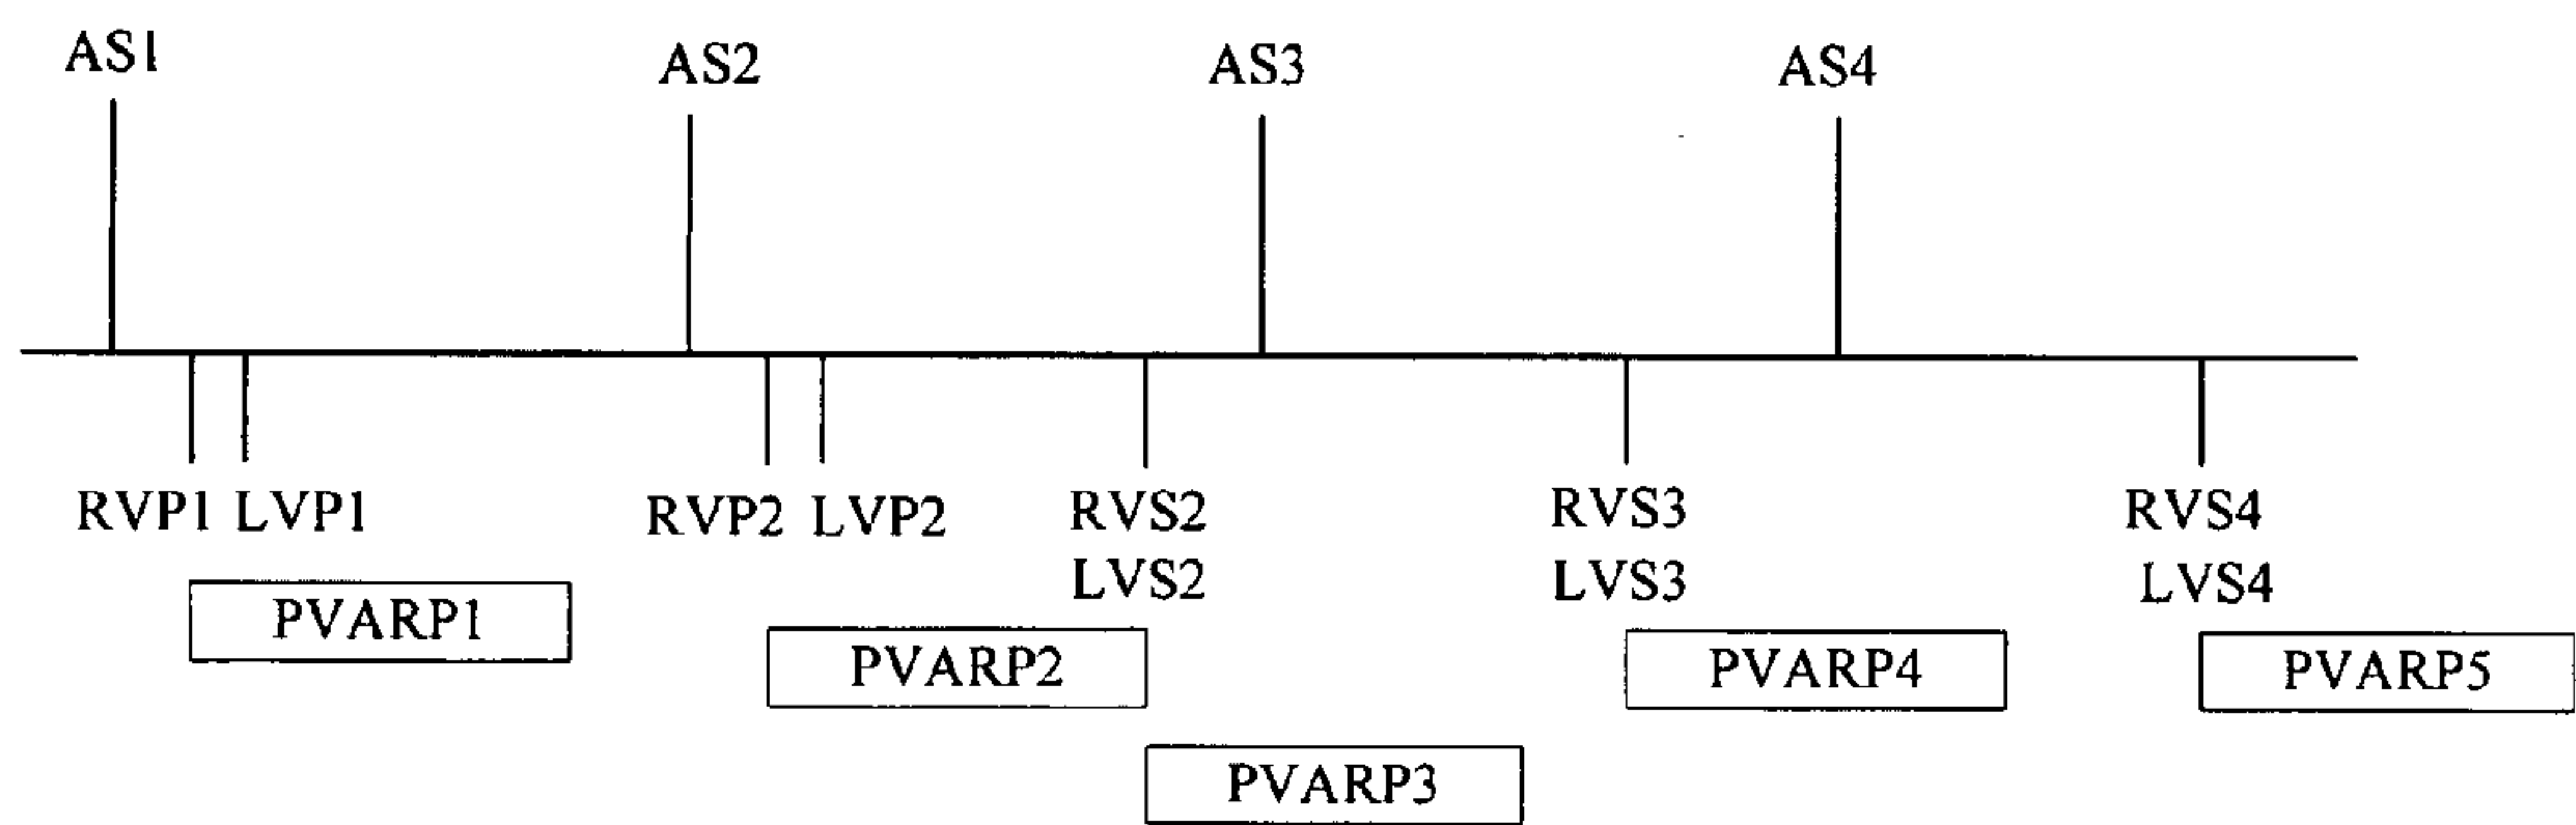 AS1 AS2 AS3 AS4
RVP1 LVP1 RVP2 LVP2 RVS2 RVS3 RVS4
LVS2 LVS3 LVS4
PVARP1
PVARP2 PVARP4 PVARP5
PVARP3